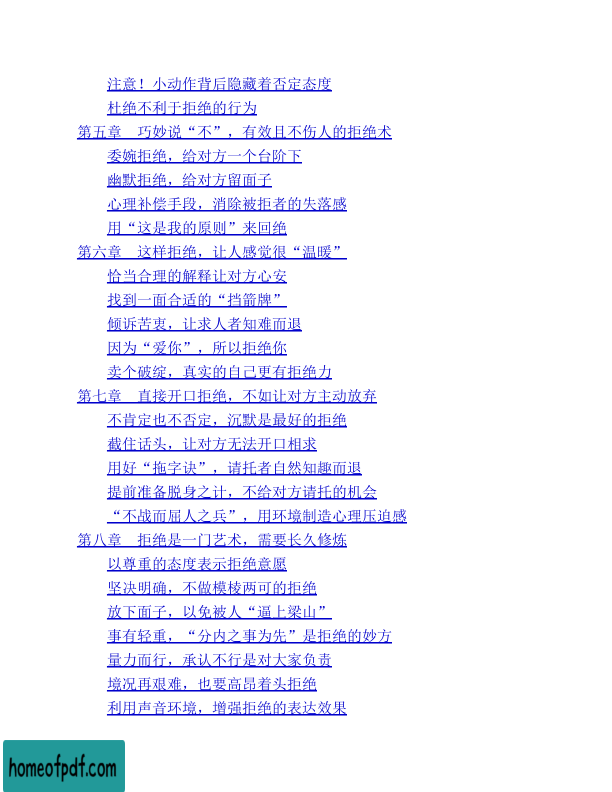 注意！小动作背后隐藏着否定态度
杜绝不利于拒绝的行为
第五章　巧妙说“不”，有效且不伤人的拒绝术
委婉拒绝，给对方一个台阶下
幽默拒绝，给对方留面子
心理补偿手段，消除被拒者的失落感
用“这是我的原则”来回绝
第六章　这样拒绝，让人感觉很“温暖”
恰当合理的解释让对方心安
找到一面合适的“挡箭牌”
倾诉苦衷，让求人者知难而退
因为“爱你”，所以拒绝你
卖个破绽，真实的自己更有拒绝力
第七章　直接开口拒绝，不如让对方主动放弃
不肯定也不否定，沉默是最好的拒绝
截住话头，让对方无法开口相求
用好“拖字诀”，请托者自然知趣而退
提前准备脱身之计，不给对方请托的机会
“不战而屈人之兵”，用环境制造心理压迫感
第八章　拒绝是一门艺术，需要长久修炼
以尊重的态度表示拒绝意愿
坚决明确，不做模棱两可的拒绝
放下面子，以免被人“逼上梁山”
事有轻重，“分内之事为先”是拒绝的妙方
量力而行，承认不行是对大家负责
境况再艰难，也要高昂着头拒绝
利用声音环境，增强拒绝的表达效果
homeofpdf.com